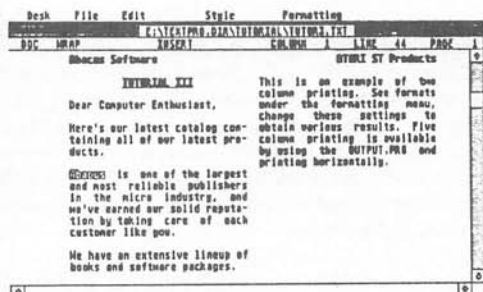 Desk File Edit Style Formatting
E:\TEXTPRO.DIR\TUTORIAL\TUTOR3.TXT
DOC WRAP INSERT COLUMN 1 LINE 44 PAGE 1
Abacus Software ATARI ST Products
TUTORIAL III
Dear Computer Enthusiast,
Here's our latest catalog con-
taining all of our latest pro-
ducts.
Abacus is one of the largest
and most reliable publishers
in the micro industry, and
we've earned our solid reputa-
tion by taking care of each
customer like you.
We have an extensive lineup of
books and software packages.
This is an example of two
column printing. See formats
under the formatting menu,
change these settings to
obtain various results. Five
column printing is available
by using the OUTPUT.PRG and
printing horizontally.